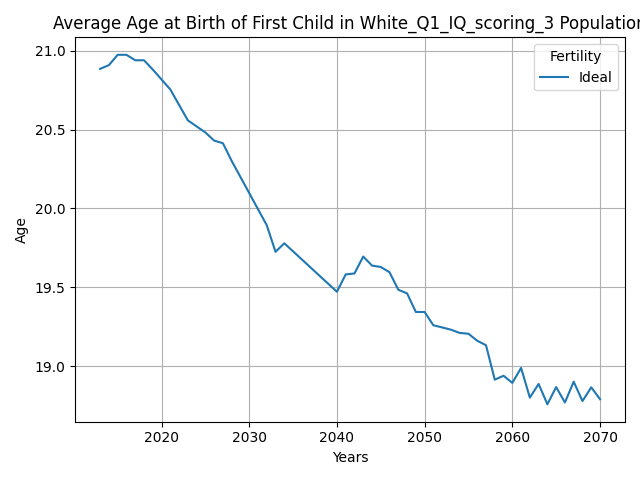 Average Age at Birth of First Child in White_Q1_IQ_scoring_3 Population
Fertility
Ideal
21.0
20.5
20.0
19.5
19.0
Age
2020 2030 2040 2050 2060 2070
Years